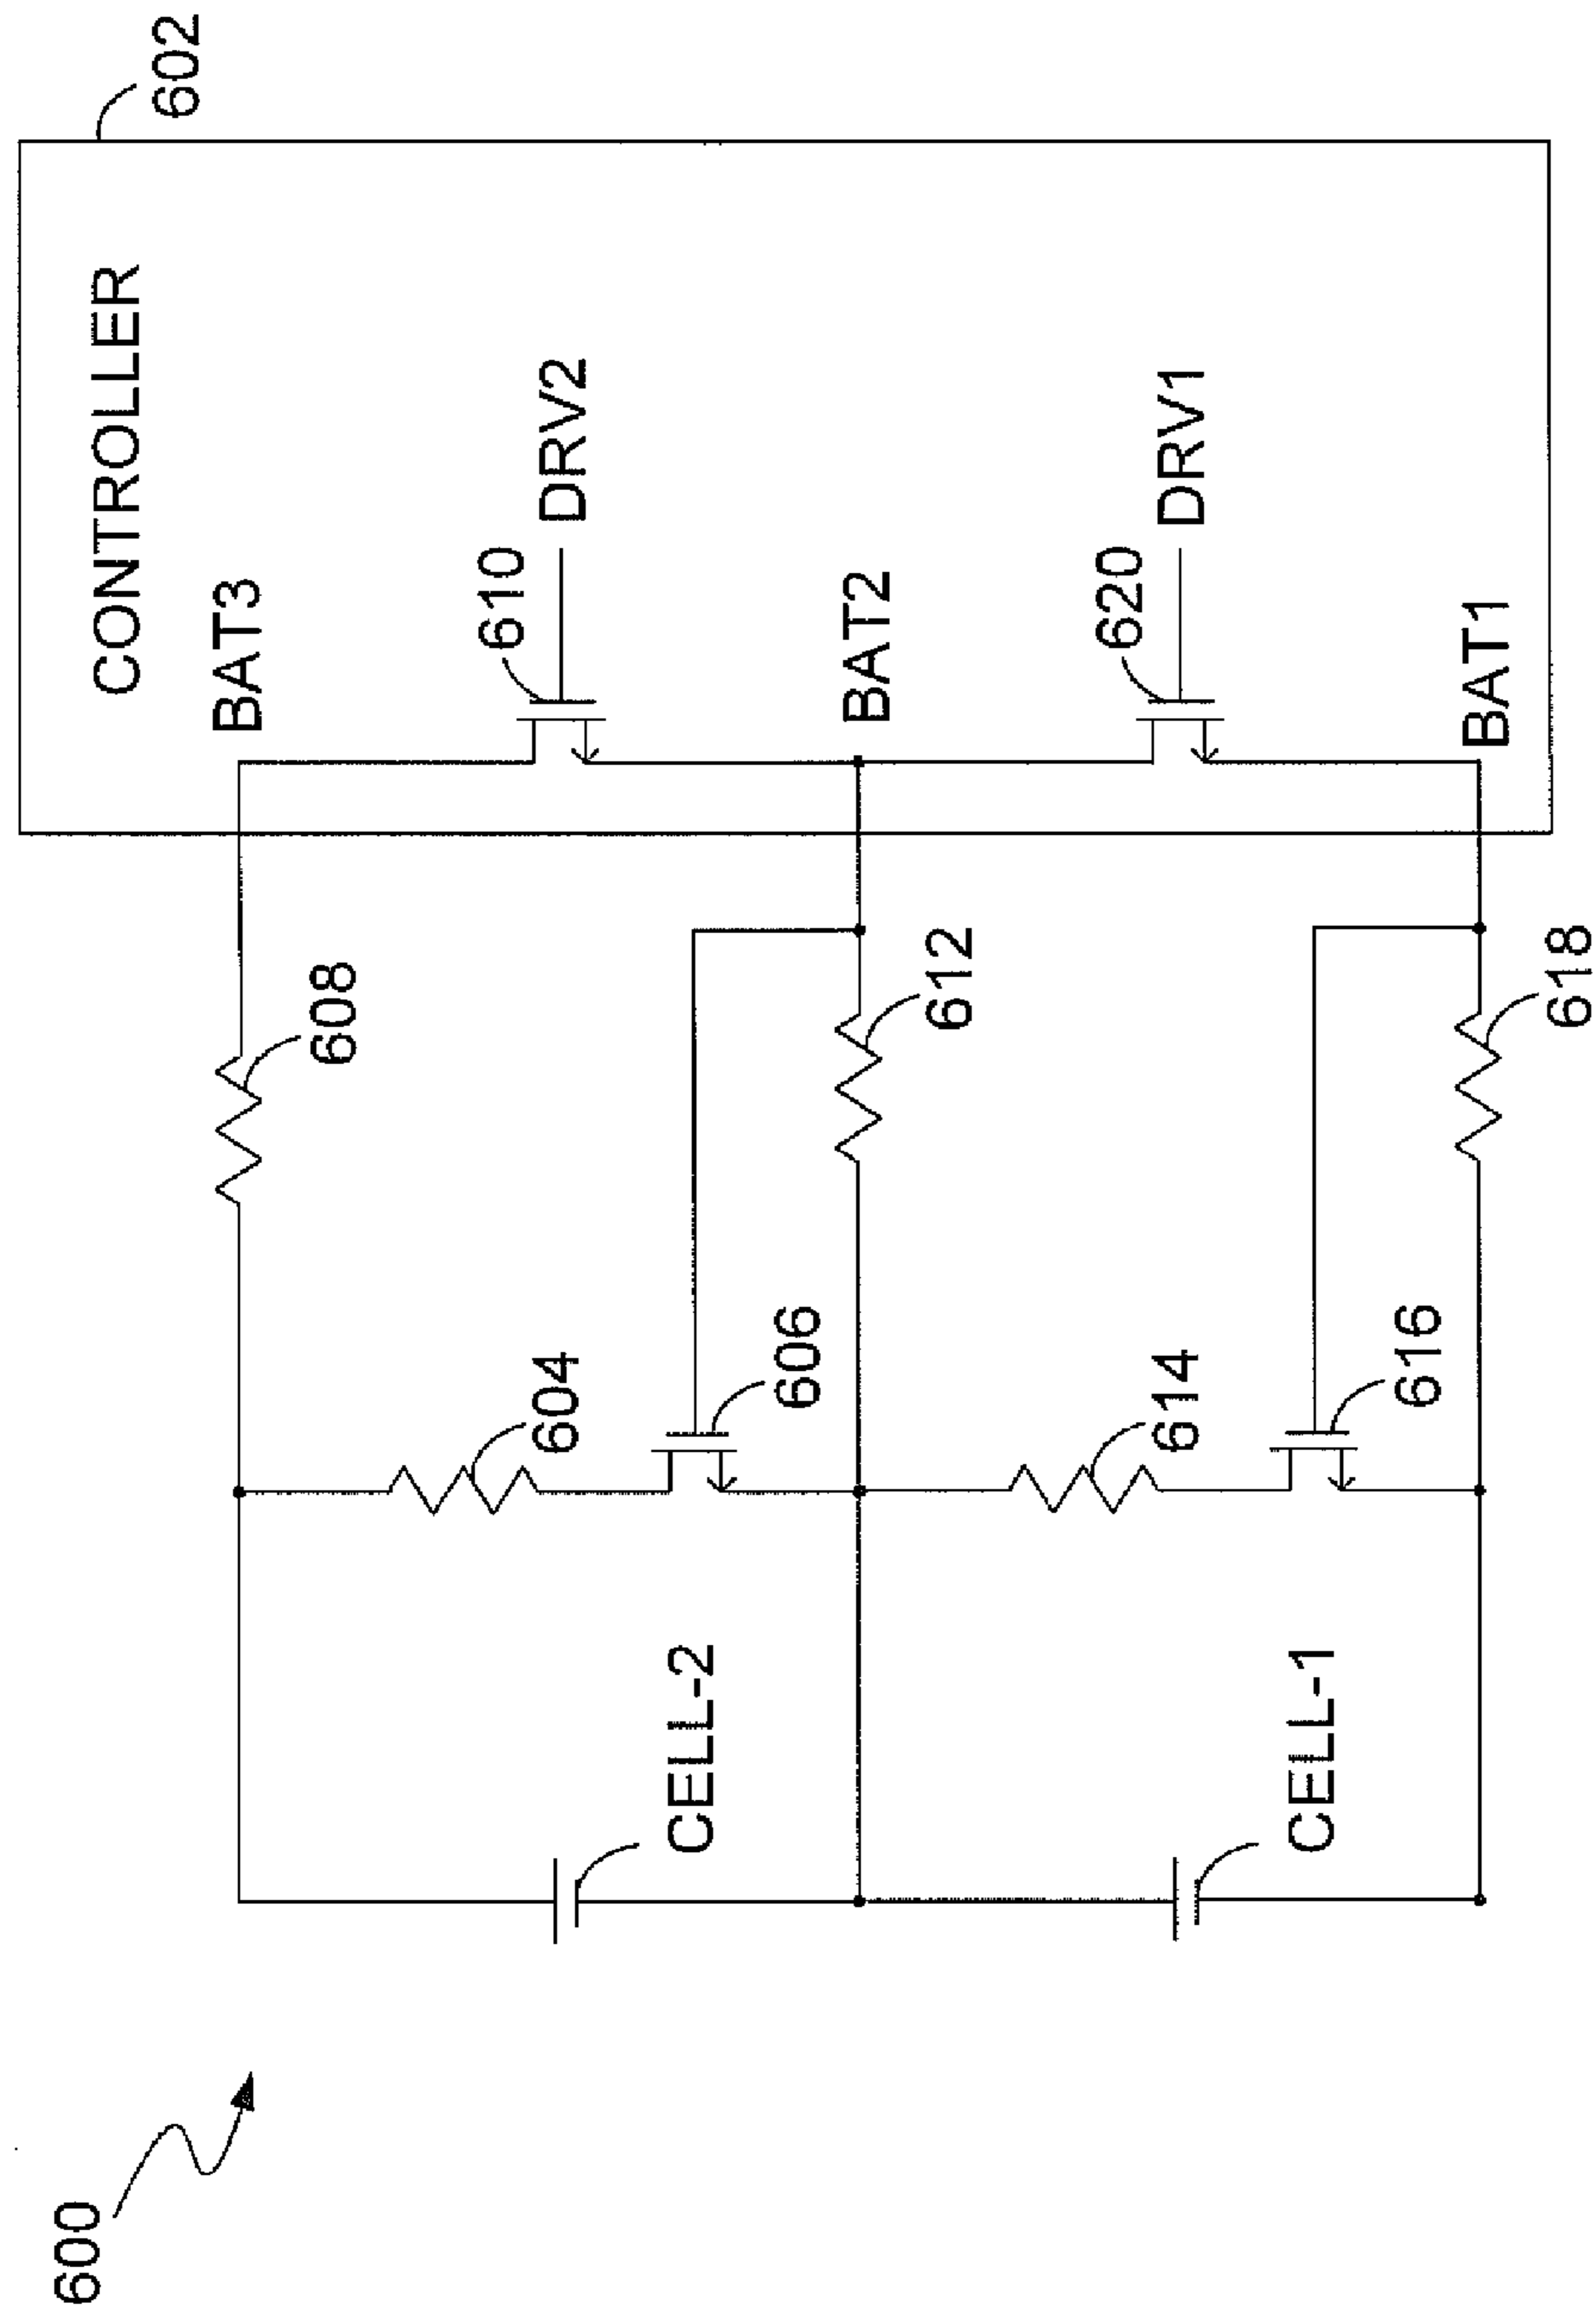 600
602
CONTROLLER
BAT3
608
610
DRV2
604
606
CELL-2
BAT2
612
620
DRV1
614
616
CELL-1
BAT1
618